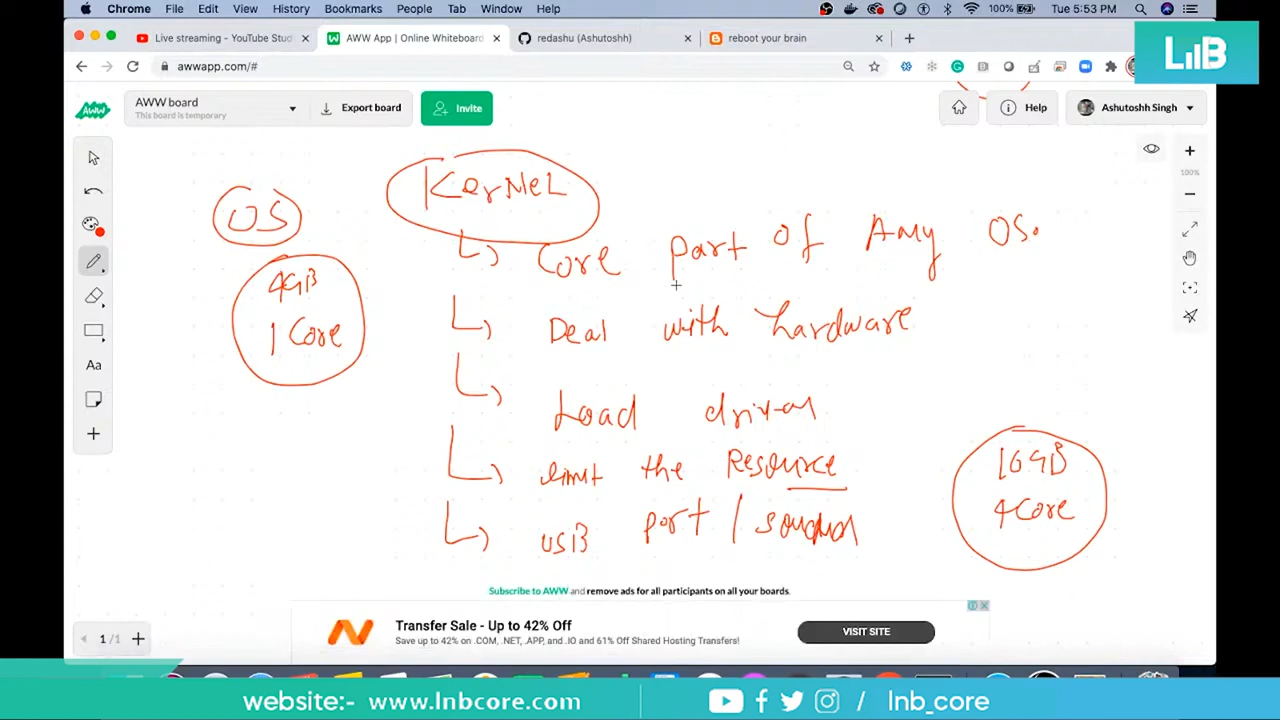 Chrome File Edit View History Bookmarks People Tab Window Help 100% Tue 5:53 PM
Live streaming - YouTube Stud AWW App | Online Whiteboard redashu (Ashutoshh) reboot your brain
LNB
awwapp.com/#
AWW board
This board is temporary
Export board
Invite
Help
Ashutoshh Singh
100%
KerNeL
OS
Core part of Any OS.
4GB
1 Core
Deal with hardware
Load driver
limit the Resource
USB port /
16GB
4Core
Aa
Subscribe to AWW and remove ads for all participants on all your boards.
Transfer Sale - Up to 42% Off
Save up to 42% on .COM, .NET, .APP, and .IO and 61% Off Shared Hosting Transfers!
VISIT SITE
1/1
website:- www.lnbcore.com
lnb_core